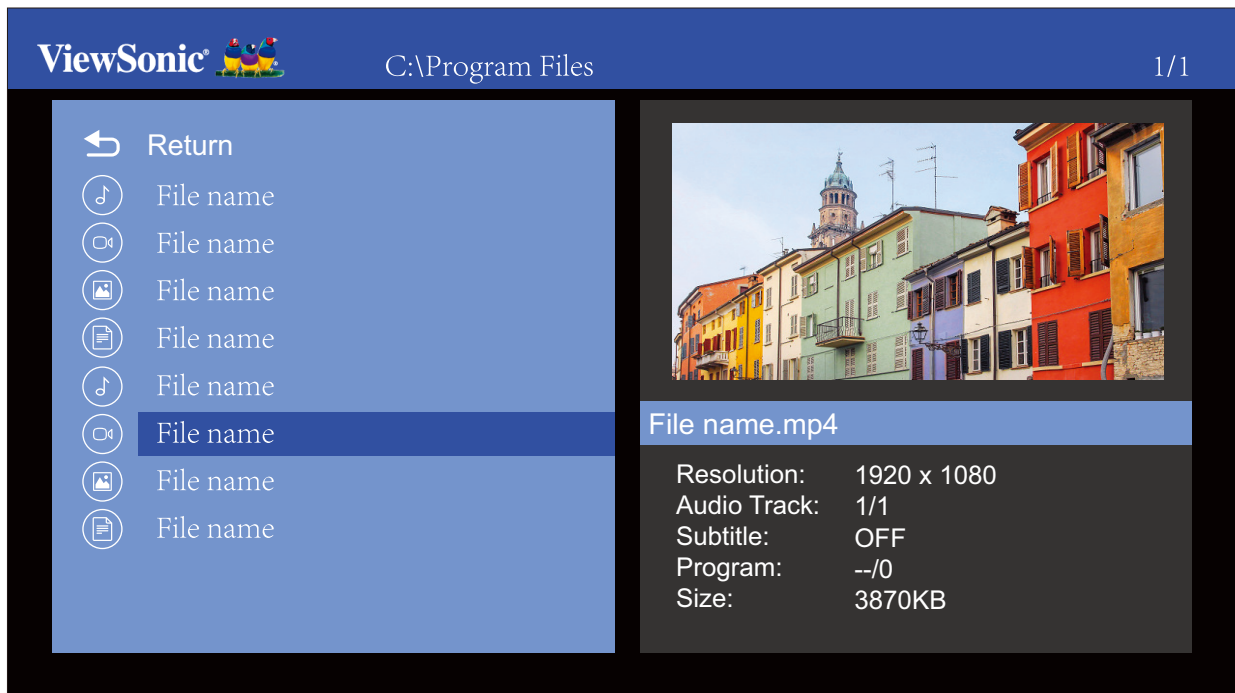 ViewSonic®
C:\Program Files
1/1
Return
File name
File name
File name
File name
File name
File name
File name
File name
File name.mp4
Resolution: 1920 x 1080
Audio Track: 1/1
Subtitle: OFF
Program: --/0
Size: 3870KB